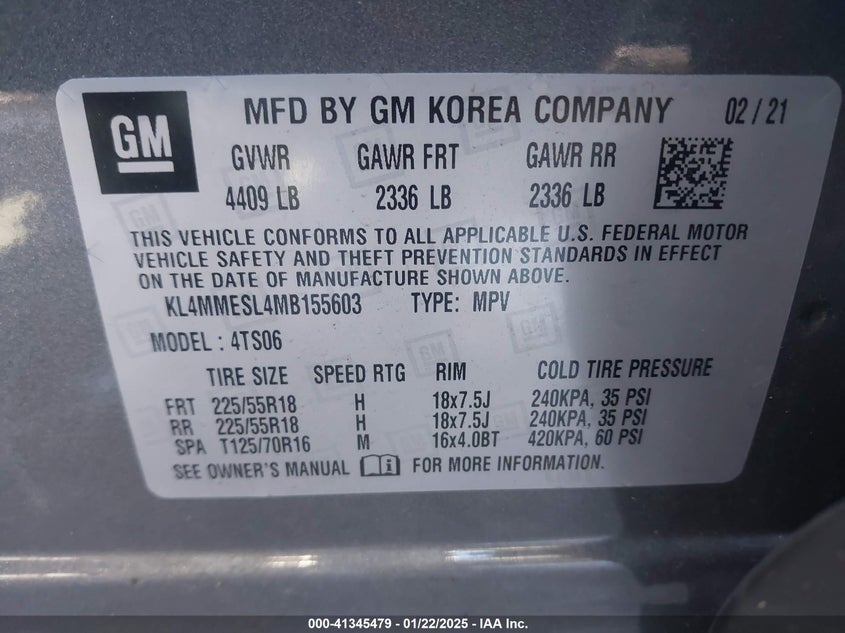 GM MFD BY GM KOREA COMPANY 02/21
GVWR GAWR FRT GAWR RR
4409 LB 2336 LB 2336 LB
THIS VEHICLE CONFORMS TO ALL APPLICABLE U.S. FEDERAL MOTOR
VEHICLE SAFETY AND THEFT PREVENTION STANDARDS IN EFFECT
ON THE DATE OF MANUFACTURE SHOWN ABOVE.
KL4MMESL4MB155603 TYPE: MPV
MODEL : 4TS06
TIRE SIZE SPEED RTG RIM COLD TIRE PRESSURE
FRT 225/55R18 H 18x7.5J 240KPA, 35 PSI
RR 225/55R18 H 18x7.5J 240KPA, 35 PSI
SPA T125/70R16 M 16x4.0BT 420KPA, 60 PSI
SEE OWNER'S MANUAL FOR MORE INFORMATION.
000-41345479 - 01/22/2025 - IAA Inc.